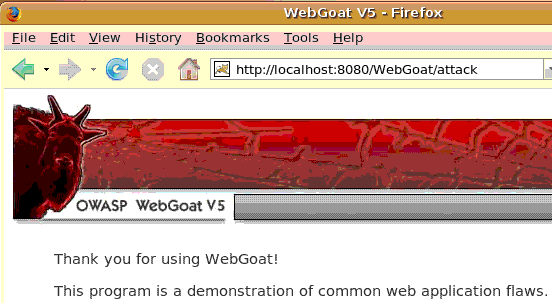 WebGoat V5 - Firefox
File Edit View History Bookmarks Tools Help
http://localhost:8080/WebGoat/attack
OWASP WebGoat V5
Thank you for using WebGoat!
This program is a demonstration of common web application flaws.